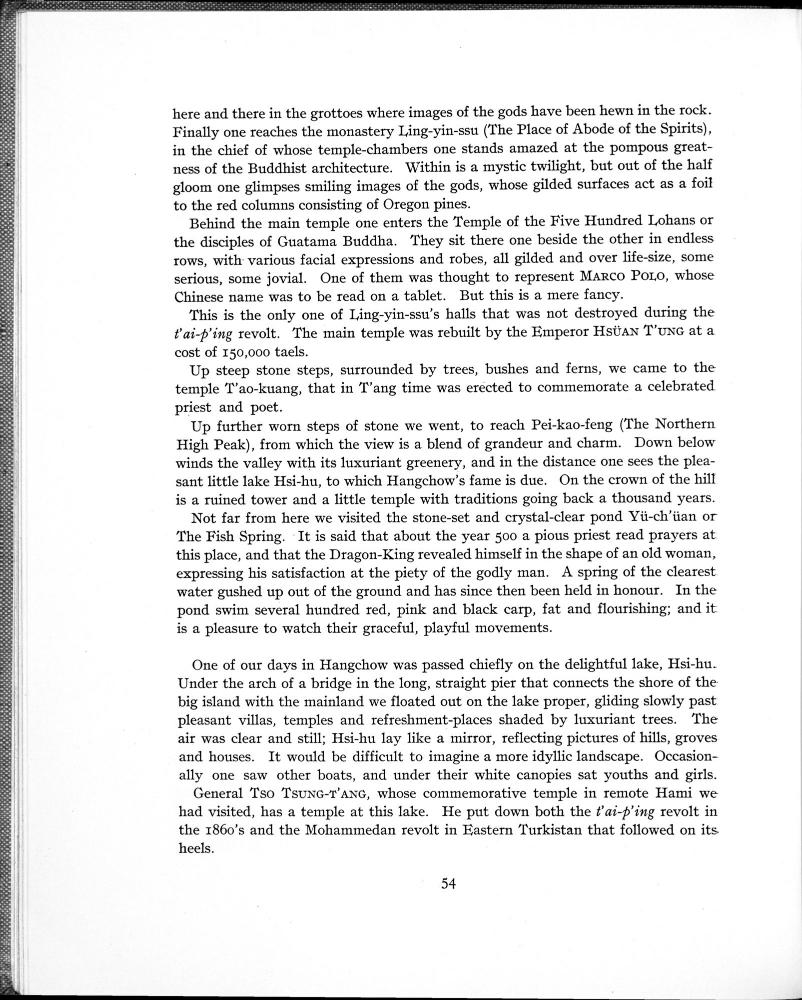 here and there in the grottoes where images of the gods have been hewn in the rock.
Finally one reaches the monastery Ling-yin-ssu (The Place of Abode of the Spirits),
in the chief of whose temple-chambers one stands amazed at the pompous great-
ness of the Buddhist architecture. Within is a mystic twilight, but out of the half
gloom one glimpses smiling images of the gods, whose gilded surfaces act as a foil
to the red columns consisting of Oregon pines.
Behind the main temple one enters the Temple of the Five Hundred Lohans or
the disciples of Guatama Buddha. They sit there one beside the other in endless
rows, with various facial expressions and robes, all gilded and over life-size, some
serious, some jovial. One of them was thought to represent MARCO POLO, whose
Chinese name was to be read on a tablet. But this is a mere fancy.
This is the only one of Ling-yin-ssu's halls that was not destroyed during the
t'ai-p'ing revolt. The main temple was rebuilt by the Emperor HSÜAN T'UNG at a
cost of 150,000 taels.
Up steep stone steps, surrounded by trees, bushes and ferns, we came to the
temple T'ao-kuang, that in T'ang time was erected to commemorate a celebrated
priest and poet.
Up further worn steps of stone we went, to reach Pei-kao-feng (The Northern
High Peak), from which the view is a blend of grandeur and charm. Down below
winds the valley with its luxuriant greenery, and in the distance one sees the plea-
sant little lake Hsi-hu, to which Hangchow's fame is due. On the crown of the hill
is a ruined tower and a little temple with traditions going back a thousand years.
Not far from here we visited the stone-set and crystal-clear pond Yü-ch'üan or
The Fish Spring. It is said that about the year 500 a pious priest read prayers at
this place, and that the Dragon-King revealed himself in the shape of an old woman,
expressing his satisfaction at the piety of the godly man. A spring of the clearest
water gushed up out of the ground and has since then been held in honour. In the
pond swim several hundred red, pink and black carp, fat and flourishing; and it
is a pleasure to watch their graceful, playful movements.
One of our days in Hangchow was passed chiefly on the delightful lake, Hsi-hu.
Under the arch of a bridge in the long, straight pier that connects the shore of the
big island with the mainland we floated out on the lake proper, gliding slowly past
pleasant villas, temples and refreshment-places shaded by luxuriant trees. The
air was clear and still; Hsi-hu lay like a mirror, reflecting pictures of hills, groves
and houses. It would be difficult to imagine a more idyllic landscape. Occasion-
ally one saw other boats, and under their white canopies sat youths and girls.
General TSO TSUNG-T'ANG, whose commemorative temple in remote Hami we
had visited, has a temple at this lake. He put down both the t'ai-p'ing revolt in
the 1860's and the Mohammedan revolt in Eastern Turkistan that followed on its
heels.
54